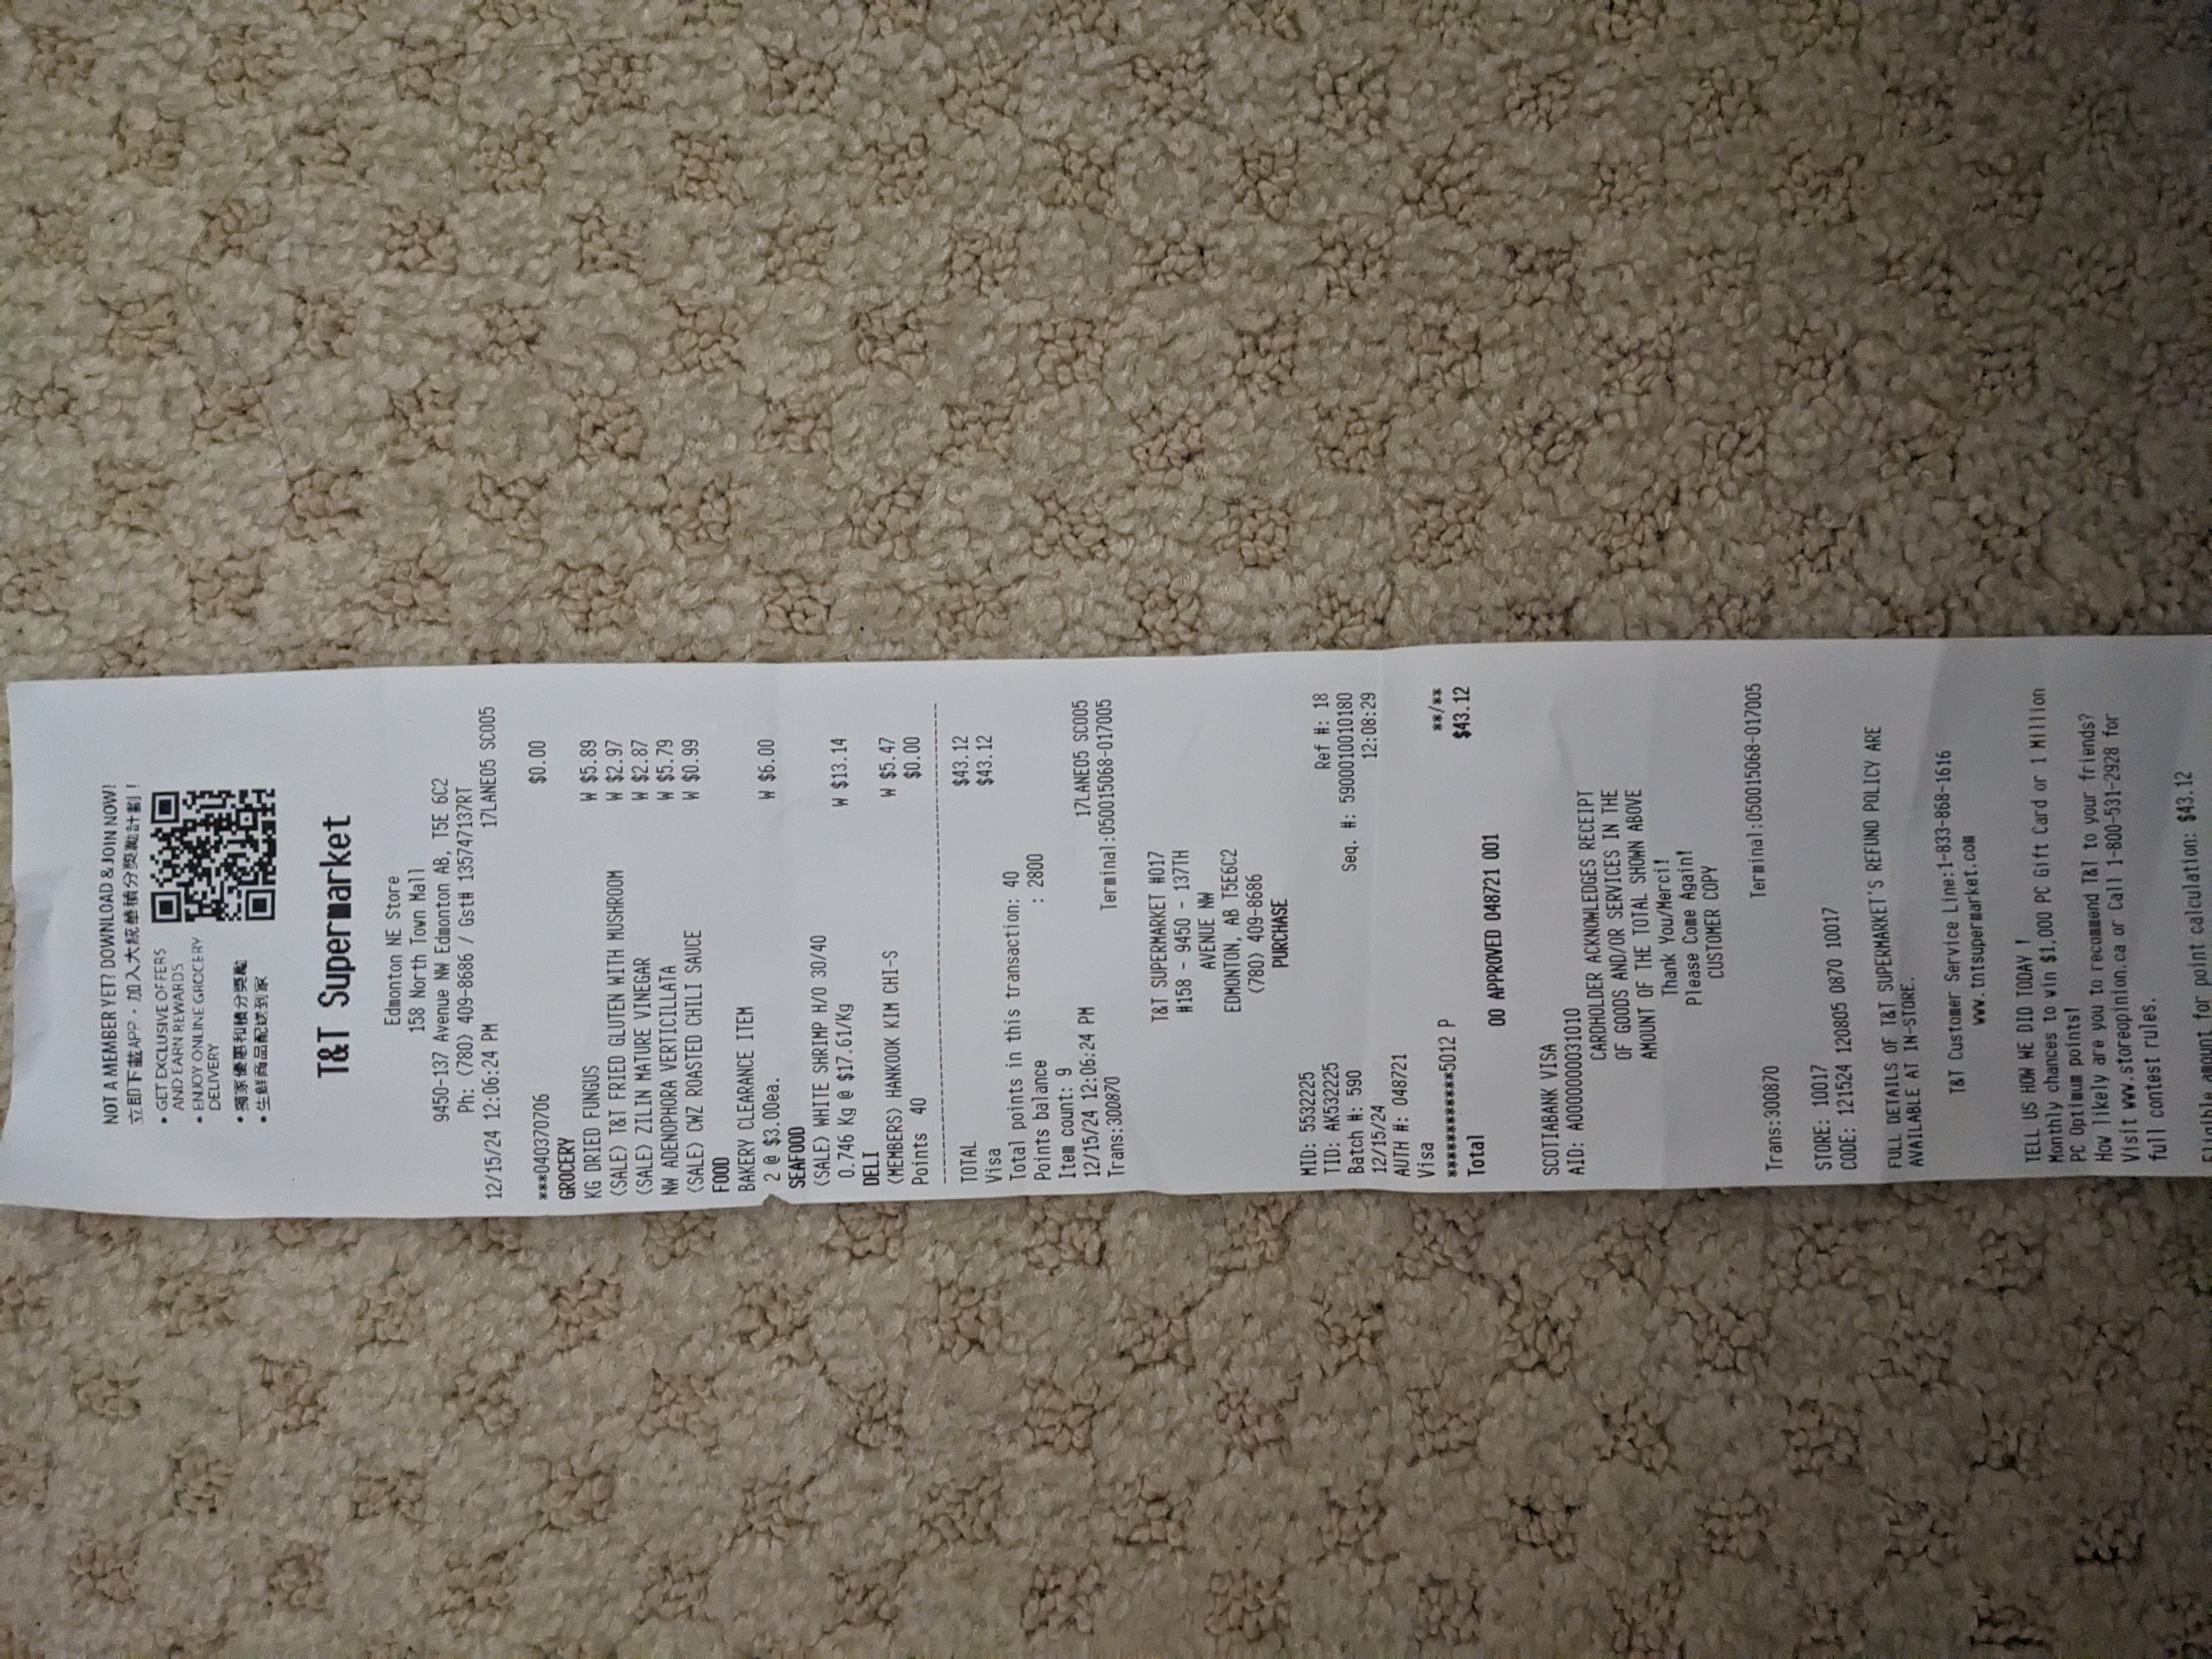 NOT A MEMBER YET? DOWNLOAD & JOIN NOW!
立即下載APP，加入大統華積分獎勵計劃！
• GET EXCLUSIVE OFFERS
AND EARN REWARDS
• ENJOY ONLINE GROCERY
DELIVERY
• 獨家優惠和積分獎勵
• 生鮮商品配送到家
T&T Supermarket
Edmonton NE Store
158 North Town Mall
9450-137 Avenue NW Edmonton AB, T5E 6C2
Ph: (780) 409-8686 / Gst# 135747137RT
12/15/24 12:06:24 PM 17LANE05 SC005
***040370706 $0.00
GROCERY
KG DRIED FUNGUS W $5.89
(SALE) T&T FRIED GLUTEN WITH MUSHROOM W $2.97
(SALE) ZILIN MATURE VINEGAR W $2.87
NW ADENOPHORA VERTICILLATA W $5.79
(SALE) CWZ ROASTED CHILI SAUCE W $0.99
FOOD
BAKERY CLEARANCE ITEM W $6.00
2 @ $3.00ea.
SEAFOOD
(SALE) WHITE SHRIMP H/O 30/40 W $13.14
0.746 Kg @ $17.61/Kg
DELI
(MEMBERS) HANKOOK KIM CHI-S W $5.47
Points 40 $0.00
TOTAL $43.12
Visa $43.12
Total points in this transaction: 40
Points balance : 2800
Item count: 9
12/15/24 12:06:24 PM 17LANE05 SC005
Trans:300870 Terminal:050015068-017005
T&T SUPERMARKET #017
#158 - 9450 - 137TH
AVENUE NW
EDMONTON, AB T5E6C2
(780) 409-8686
PURCHASE
MID: 5532225 Ref #: 18
TID: AK532225 Seq. #: 5900010010180
Batch #: 590 12:08:29
12/15/24
AUTH #: 048721
Visa **/**
************5012 P $43.12
Total
00 APPROVED 048721 001
SCOTIABANK VISA
AID: A0000000031010
CARDHOLDER ACKNOWLEDGES RECEIPT
OF GOODS AND/OR SERVICES IN THE
AMOUNT OF THE TOTAL SHOWN ABOVE
Thank You/Merci!
Please Come Again!
CUSTOMER COPY
Trans:300870 Terminal:050015068-017005
STORE: 10017
CODE: 121524 120805 0870 10017
FULL DETAILS OF T&T SUPERMARKET'S REFUND POLICY ARE
AVAILABLE AT IN-STORE.
T&T Customer Service Line:1-833-868-1616
www.tntsupermarket.com
TELL US HOW WE DID TODAY !
Monthly chances to win $1,000 PC Gift Card or 1 Million
PC Optimum points!
How likely are you to recommend T&T to your friends?
Visit www.storeopinion.ca or Call 1-800-531-2928 for
full contest rules.
Eligible amount for point calculation: $43.12